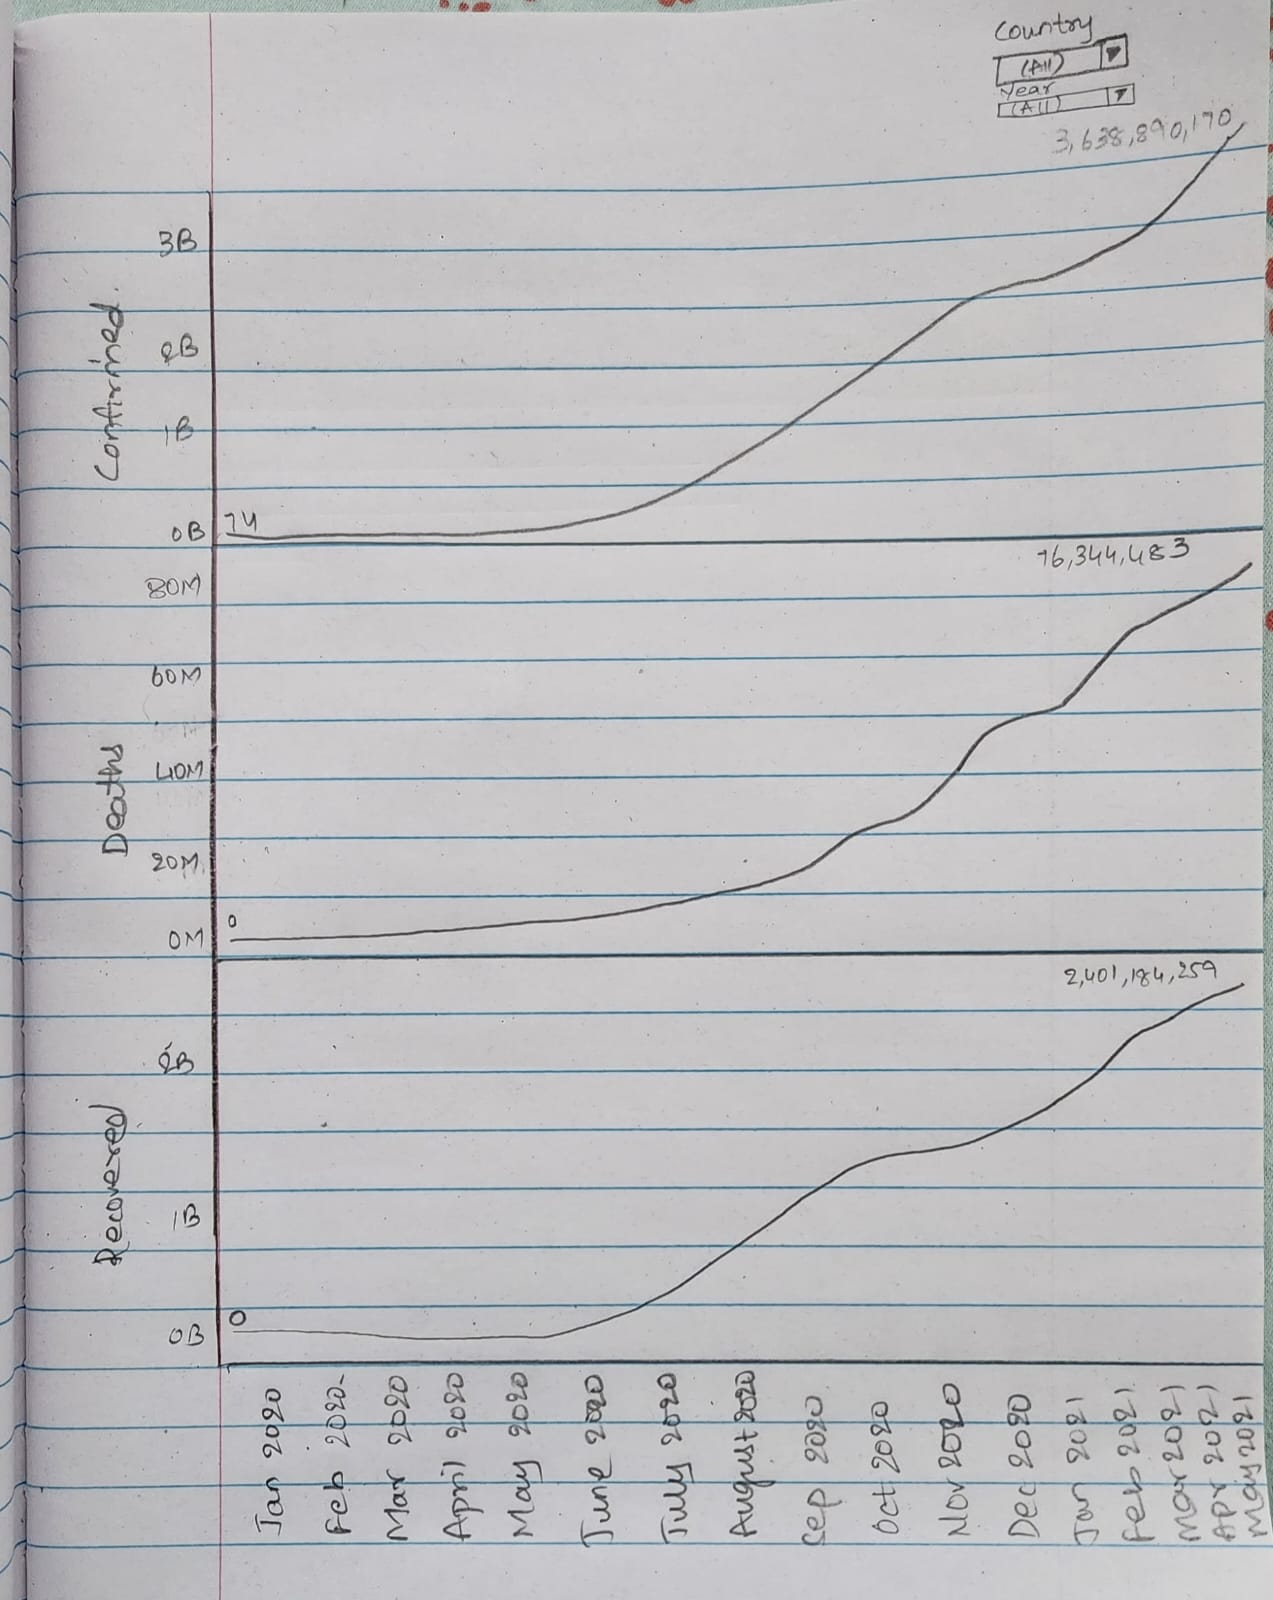 Country
(All)
Year
(All)
3,638,890,170
Confirmed.
3B
2B
1B
0B
74
76,344,483
Deaths
80M
60M
40M
20M
0M
0
2,401,184,259
Recovered
2B
1B
0B
0
Jan 2020
Feb 2020
Mar 2020
April 2020
May 2020
June 2020
July 2020
August 2020
Sep 2020
Oct 2020
Nov 2020
Dec 2020
Jan 2021
Feb 2021
Mar 2021
Apr 2021
May 2021